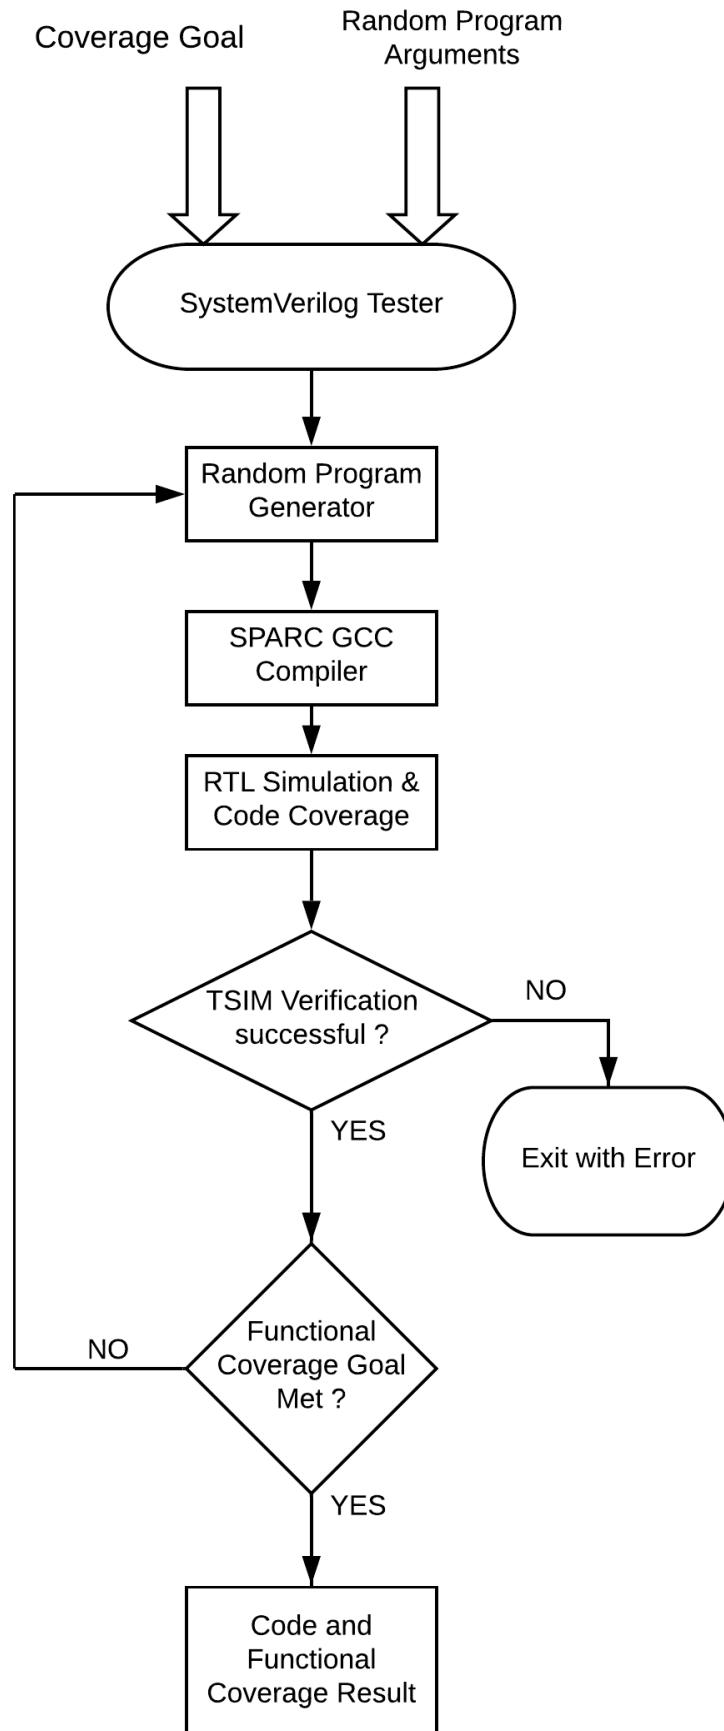 Coverage Goal
Random Program
Arguments
SystemVerilog Tester
Random Program
Generator
SPARC GCC
Compiler
RTL Simulation &
Code Coverage
TSIM Verification
successful ?
NO
YES
Exit with Error
Functional
Coverage Goal
Met ?
NO
YES
Code and
Functional
Coverage Result